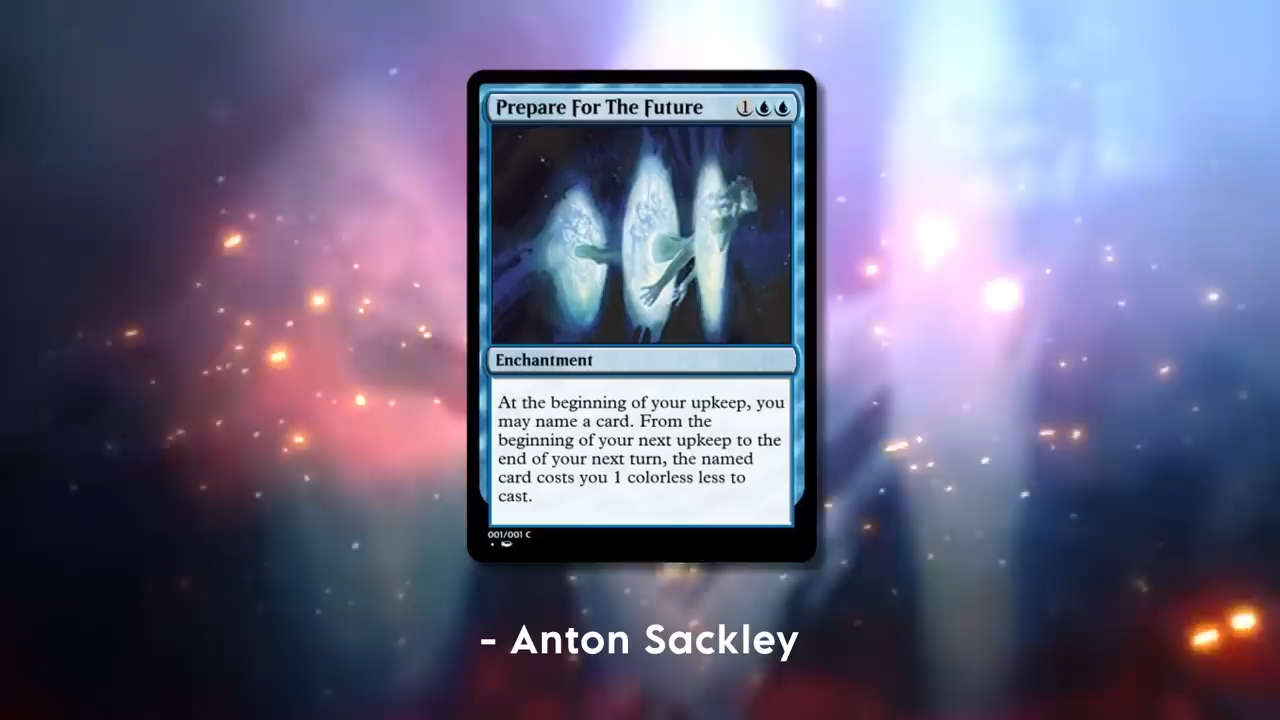 Prepare For The Future 1
Enchantment
At the beginning of your upkeep, you
may name a card. From the
beginning of your next upkeep to the
end of your next turn, the named
card costs you 1 colorless less to
cast.
001/001 C
- Anton Sackley